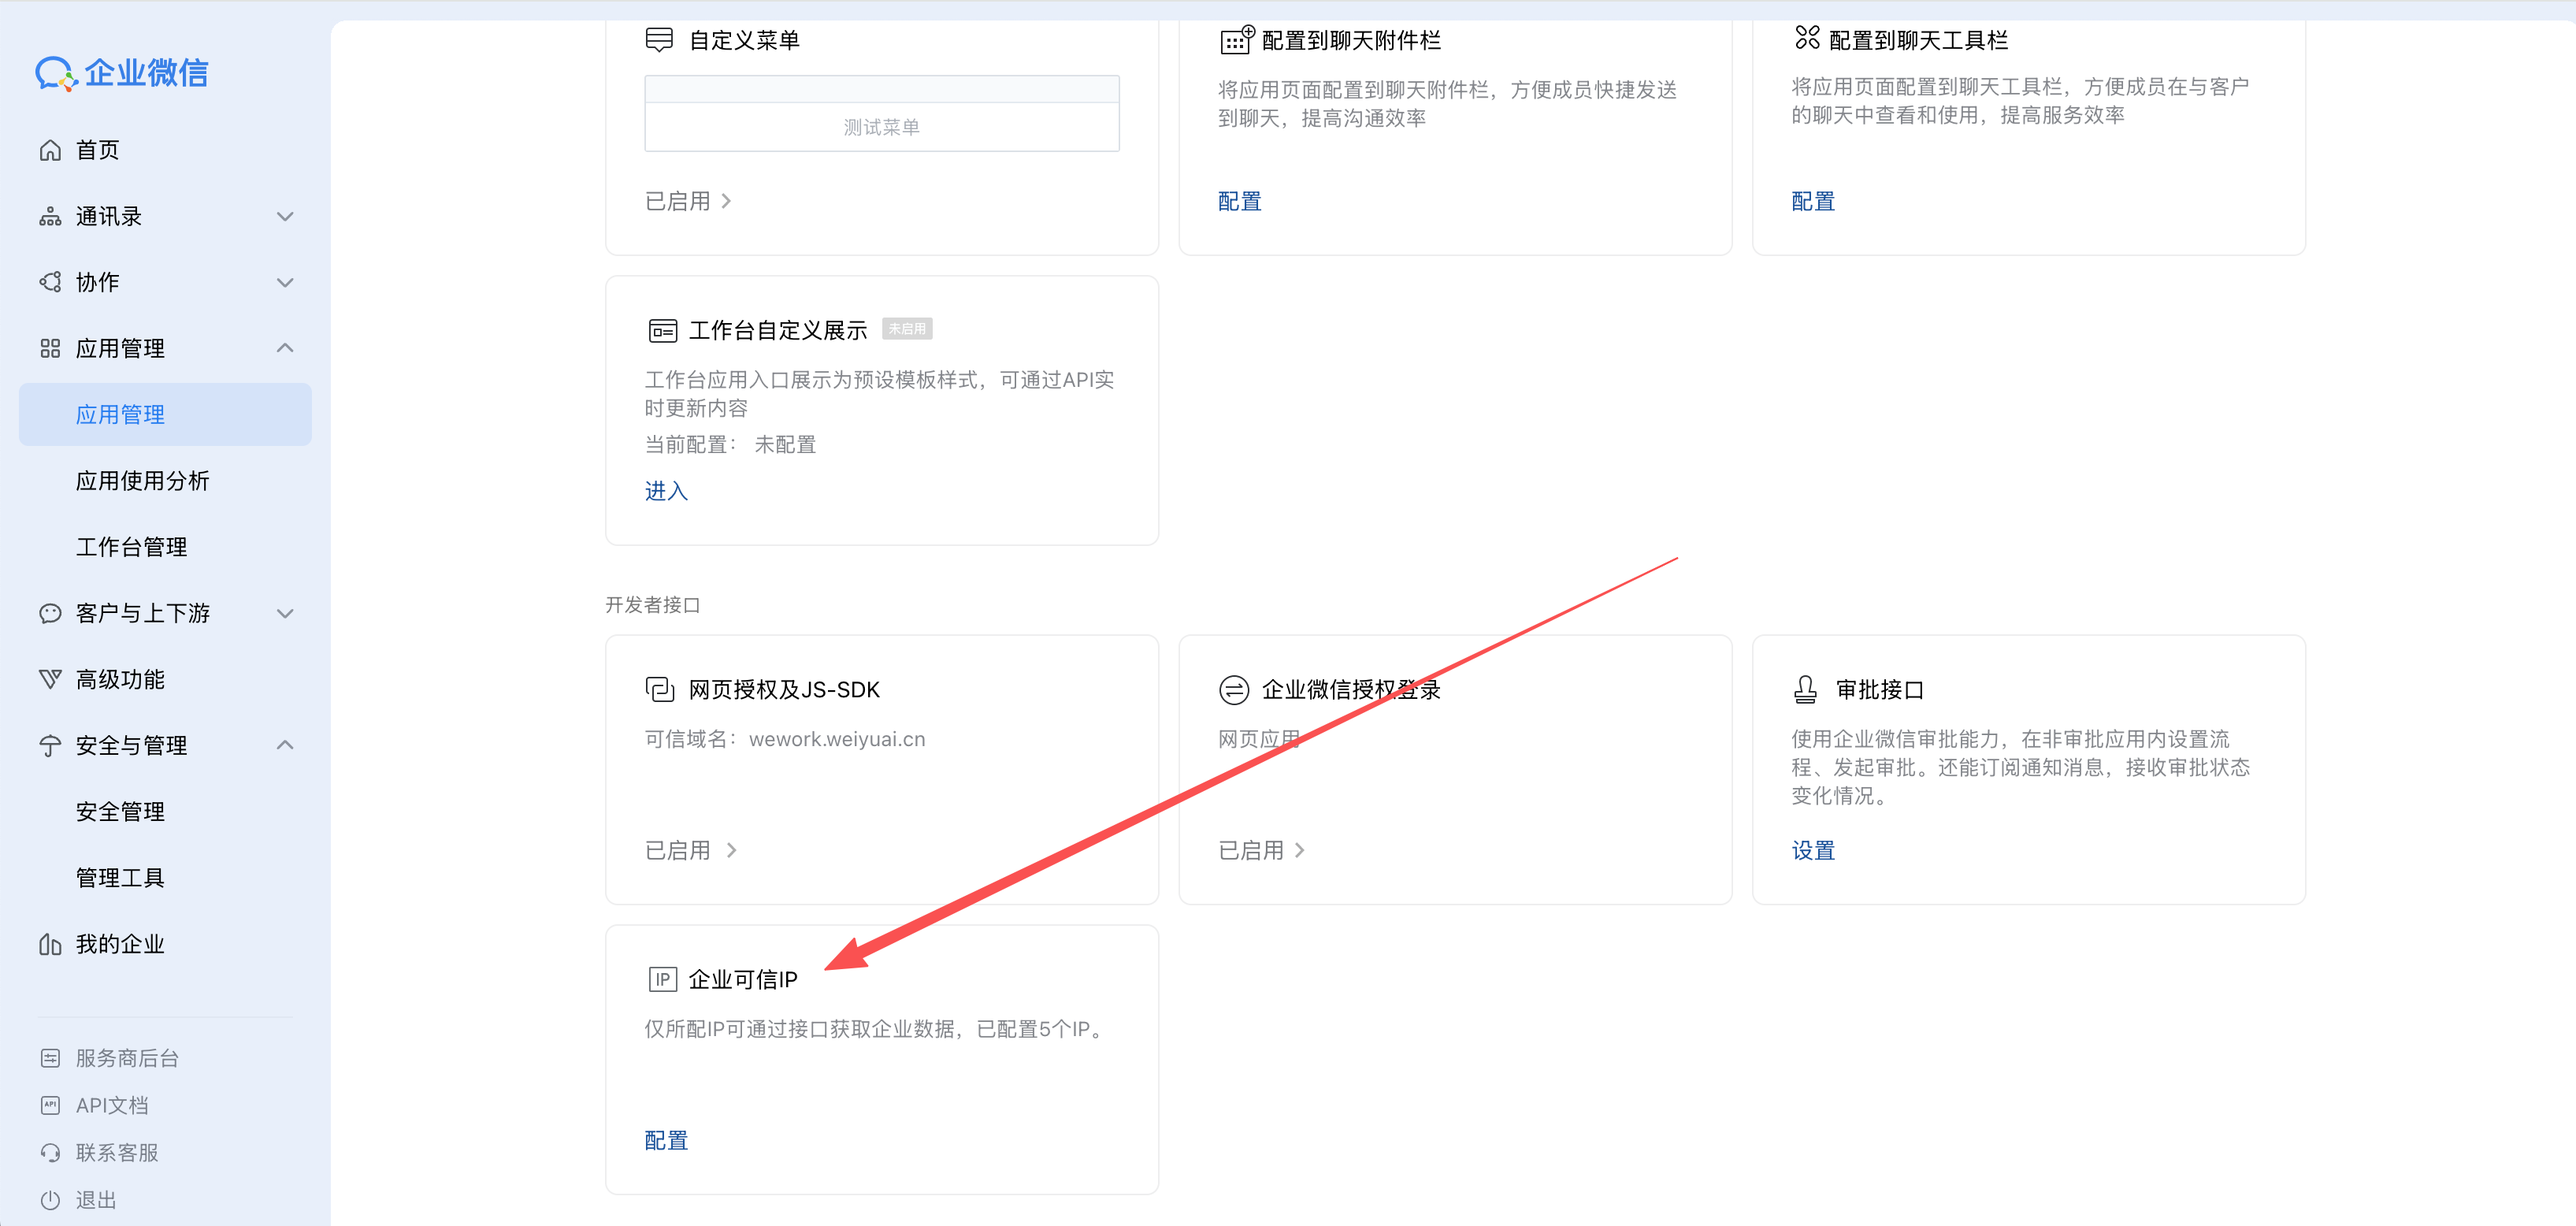 企业微信
首页
通讯录
协作
应用管理
应用管理
应用使用分析
工作台管理
客户与上下游
高级功能
安全与管理
安全管理
管理工具
我的企业
服务商后台
API
API文档
联系客服
退出
自定义菜单
测试菜单
已启用
配置到聊天附件栏
将应用页面配置到聊天附件栏，方便成员快捷发送
到聊天，提高沟通效率
配置
配置到聊天工具栏
将应用页面配置到聊天工具栏，方便成员在与客户
的聊天中查看和使用，提高服务效率
配置
工作台自定义展示 未启用
工作台应用入口展示为预设模板样式，可通过API实
时更新内容
当前配置： 未配置
进入
开发者接口
网页授权及JS-SDK
可信域名：wework.weiyuai.cn
已启用
企业微信授权登录
网页应用
已启用
审批接口
使用企业微信审批能力，在非审批应用内设置流
程、发起审批。还能订阅通知消息，接收审批状态
变化情况。
设置
IP 企业可信IP
仅所配IP可通过接口获取企业数据，已配置5个IP。
配置